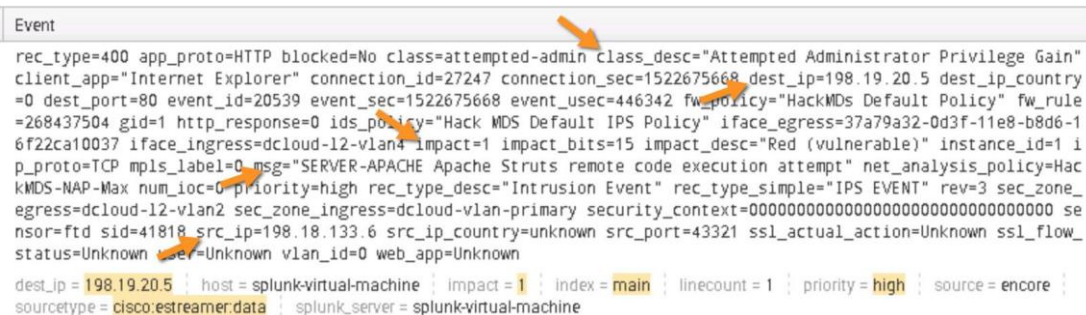 Event
rec_type=400 app_proto=HTTP blocked=No class=attempted-admin class_desc="Attempted Administrator Privilege Gain"
client_app="Internet Explorer" connection_id=27247 connection_sec=1522675668 dest_ip=198.19.20.5 dest_ip_country
=0 dest_port=80 event_id=20539 event_sec=1522675668 event_usec=446342 fw_policy="HackMDs Default Policy" fw_rule
=268437504 gid=1 http_response=0 ids_policy="Hack MDS Default IPS Policy" iface_egress=37a79a32-0d3f-11e8-b8d6-1
6f22ca10037 iface_ingress=dcloud-l2-vlan4 impact=1 impact_bits=15 impact_desc="Red (vulnerable)" instance_id=1 i
p_proto=TCP mpls_label=0 msg="SERVER-APACHE Apache Struts remote code execution attempt" net_analysis_policy=Hac
kMDS-NAP-Max num_ioc=0 priority=high rec_type_desc="Intrusion Event" rec_type_simple="IPS EVENT" rev=3 sec_zone_
egress=dcloud-l2-vlan2 sec_zone_ingress=dcloud-vlan-primary security_context=00000000000000000000000000000000 se
nsor=ftd sid=41818 src_ip=198.18.133.6 src_ip_country=unknown src_port=43321 ssl_actual_action=Unknown ssl_flow_
status=Unknown user=Unknown vlan_id=0 web_app=Unknown
dest_ip = 198.19.20.5 host = splunk-virtual-machine impact = 1 index = main linecount = 1 priority = high source = encore
sourcetype = cisco:estreamer:data splunk_server = splunk-virtual-machine